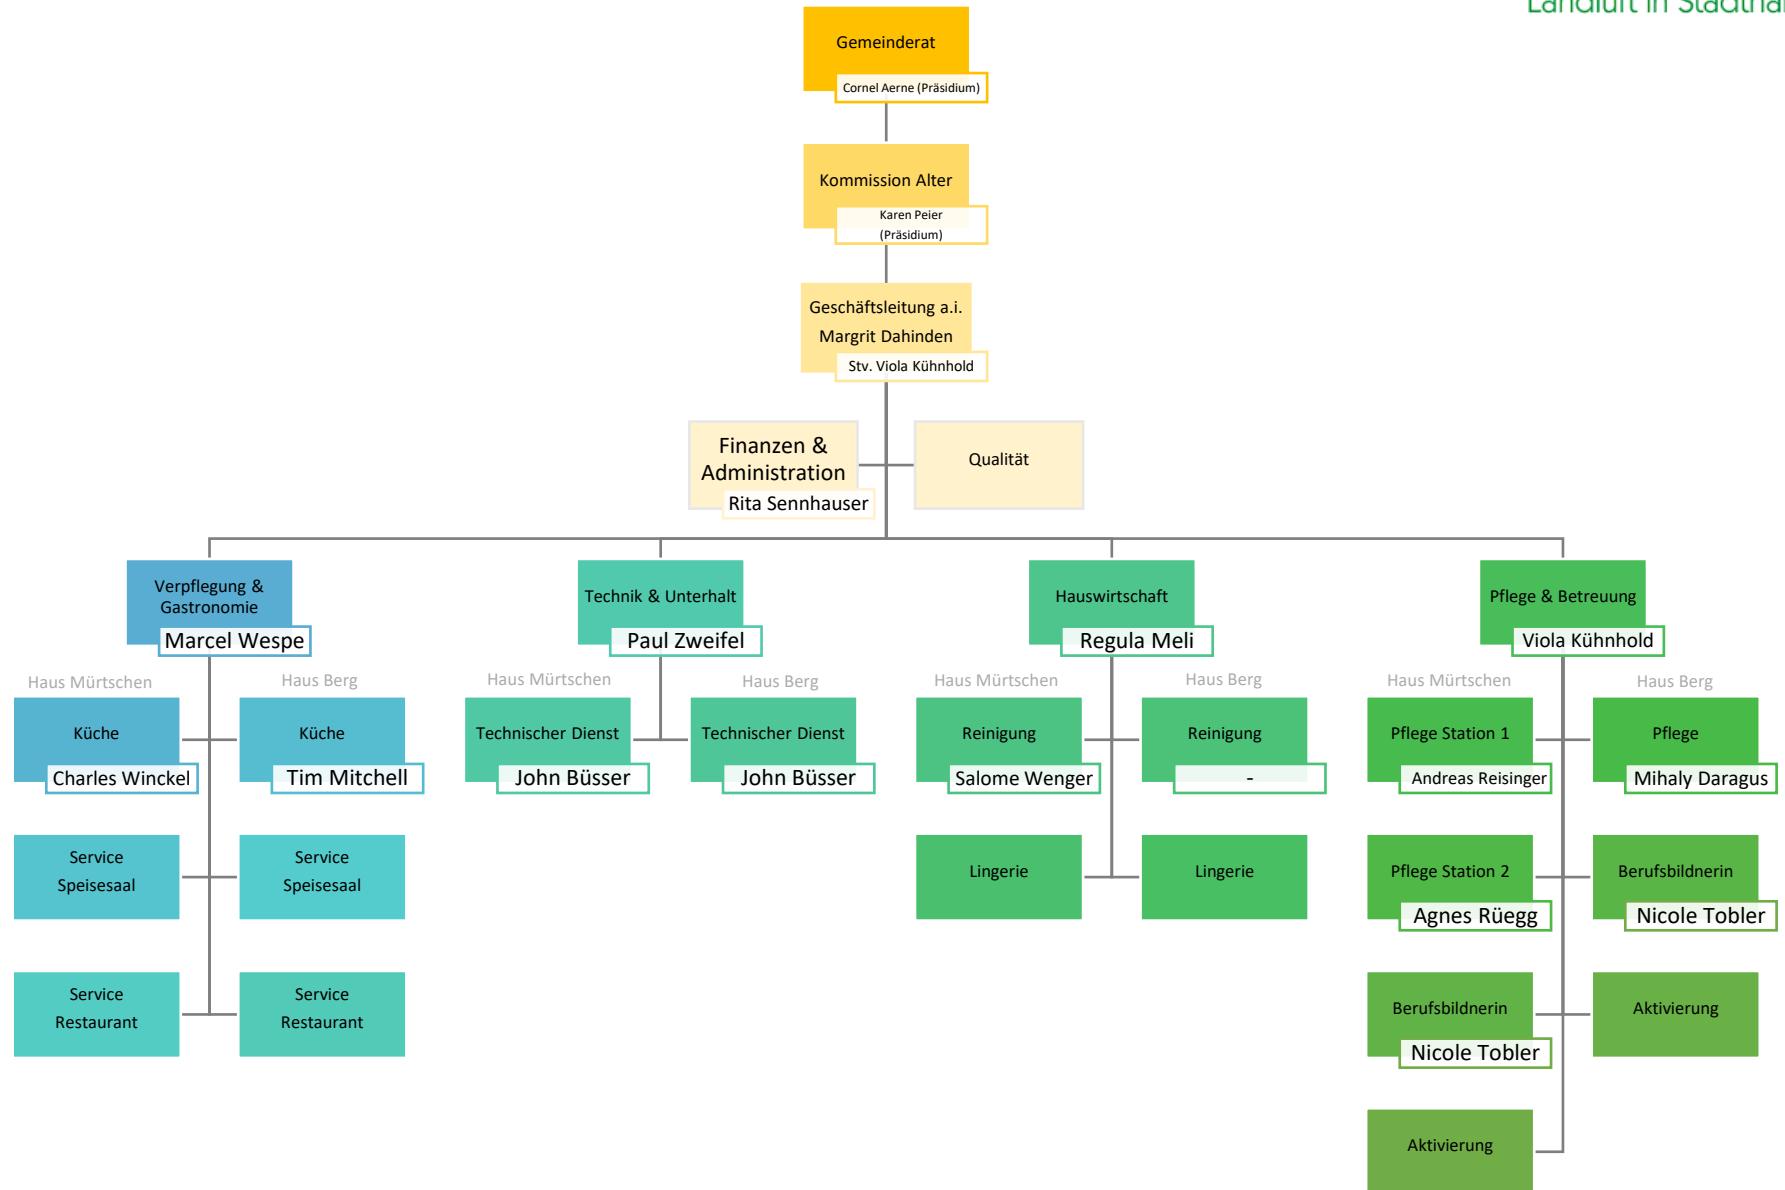 Landluft in
Gemeinderat
Cornel Aerne (Präsidium)
Kommission Alter
Karen Peier
(Präsidium)
Geschäftsleitung a.i.
Margrit Dahinden
Stv. Viola Kühnhold
Finanzen &
Administration
Rita Sennhauser
Qualität
Verpflegung &
Gastronomie
Marcel Wespe
Technik & Unterhalt
Paul Zweifel
Hauswirtschaft
Regula Meli
Pflege & Betreuung
Viola Kühnhold
Haus Mürtschen
Haus Berg
Haus Mürtschen
Haus Berg
Haus Mürtschen
Haus Berg
Haus Mürtschen
Haus Berg
Küche
Charles Winckel
Küche
Tim Mitchell
Technischer Dienst
John Büsser
Technischer Dienst
John Büsser
Reinigung
Salome Wenger
Reinigung
-
Pflege Station 1
Andreas Reisinger
Pflege
Mihaly Daragus
Service
Speisesaal
Service
Speisesaal
Lingerie
Lingerie
Pflege Station 2
Agnes Rüegg
Berufsbildnerin
Nicole Tobler
Service
Restaurant
Service
Restaurant
Berufsbildnerin
Nicole Tobler
Aktivierung
Aktivierung